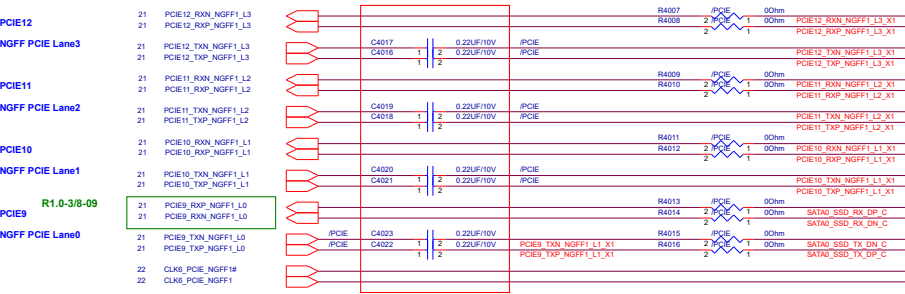 21 PCIE12_RXN_NGFF1_L3 R4007 /PCIE 0Ohm
PCIE12 21 PCIE12_RXP_NGFF1_L3 R4008 2 /PCIE 1 0Ohm PCIE12_RXN_NGFF1_L3_X1
2 1 PCIE12_RXP_NGFF1_L3_X1
NGFF PCIE Lane3 21 PCIE12_TXN_NGFF1_L3 C4017 0.22UF/10V /PCIE
21 PCIE12_TXP_NGFF1_L3 C4016 1 2 0.22UF/10V /PCIE PCIE12_TXN_NGFF1_L3_X1
1 2 PCIE12_TXP_NGFF1_L3_X1
21 PCIE11_RXN_NGFF1_L2 R4009 /PCIE 0Ohm
PCIE11 21 PCIE11_RXP_NGFF1_L2 R4010 2 /PCIE 1 0Ohm PCIE11_RXN_NGFF1_L2_X1
2 1 PCIE11_RXP_NGFF1_L2_X1
NGFF PCIE Lane2 21 PCIE11_TXN_NGFF1_L2 C4019 0.22UF/10V /PCIE
21 PCIE11_TXP_NGFF1_L2 C4018 1 2 0.22UF/10V /PCIE PCIE11_TXN_NGFF1_L2_X1
1 2 PCIE11_TXP_NGFF1_L2_X1
21 PCIE10_RXN_NGFF1_L1 R4011 /PCIE 0Ohm
PCIE10 21 PCIE10_RXP_NGFF1_L1 R4012 2 /PCIE 1 0Ohm PCIE10_RXN_NGFF1_L1_X1
2 1 PCIE10_RXP_NGFF1_L1_X1
NGFF PCIE Lane1 21 PCIE10_TXN_NGFF1_L1 C4020 0.22UF/10V /PCIE
21 PCIE10_TXP_NGFF1_L1 C4021 1 2 0.22UF/10V /PCIE PCIE10_TXN_NGFF1_L1_X1
1 2 PCIE10_TXP_NGFF1_L1_X1
R1.0-3/8-09 21 PCIE9_RXP_NGFF1_L0 R4013 /PCIE 0Ohm
PCIE9 21 PCIE9_RXN_NGFF1_L0 R4014 2 /PCIE 1 0Ohm SATA0_SSD_RX_DP_C
2 1 SATA0_SSD_RX_DN_C
NGFF PCIE Lane0 21 PCIE9_TXN_NGFF1_L0 /PCIE C4023 0.22UF/10V R4015 /PCIE 0Ohm
21 PCIE9_TXP_NGFF1_L0 /PCIE C4022 1 2 0.22UF/10V PCIE9_TXN_NGFF1_L1_X1 R4016 2 /PCIE 1 0Ohm SATA0_SSD_TX_DN_C
1 2 PCIE9_TXP_NGFF1_L1_X1 2 1 SATA0_SSD_TX_DP_C
22 CLK6_PCIE_NGFF1#
22 CLK6_PCIE_NGFF1